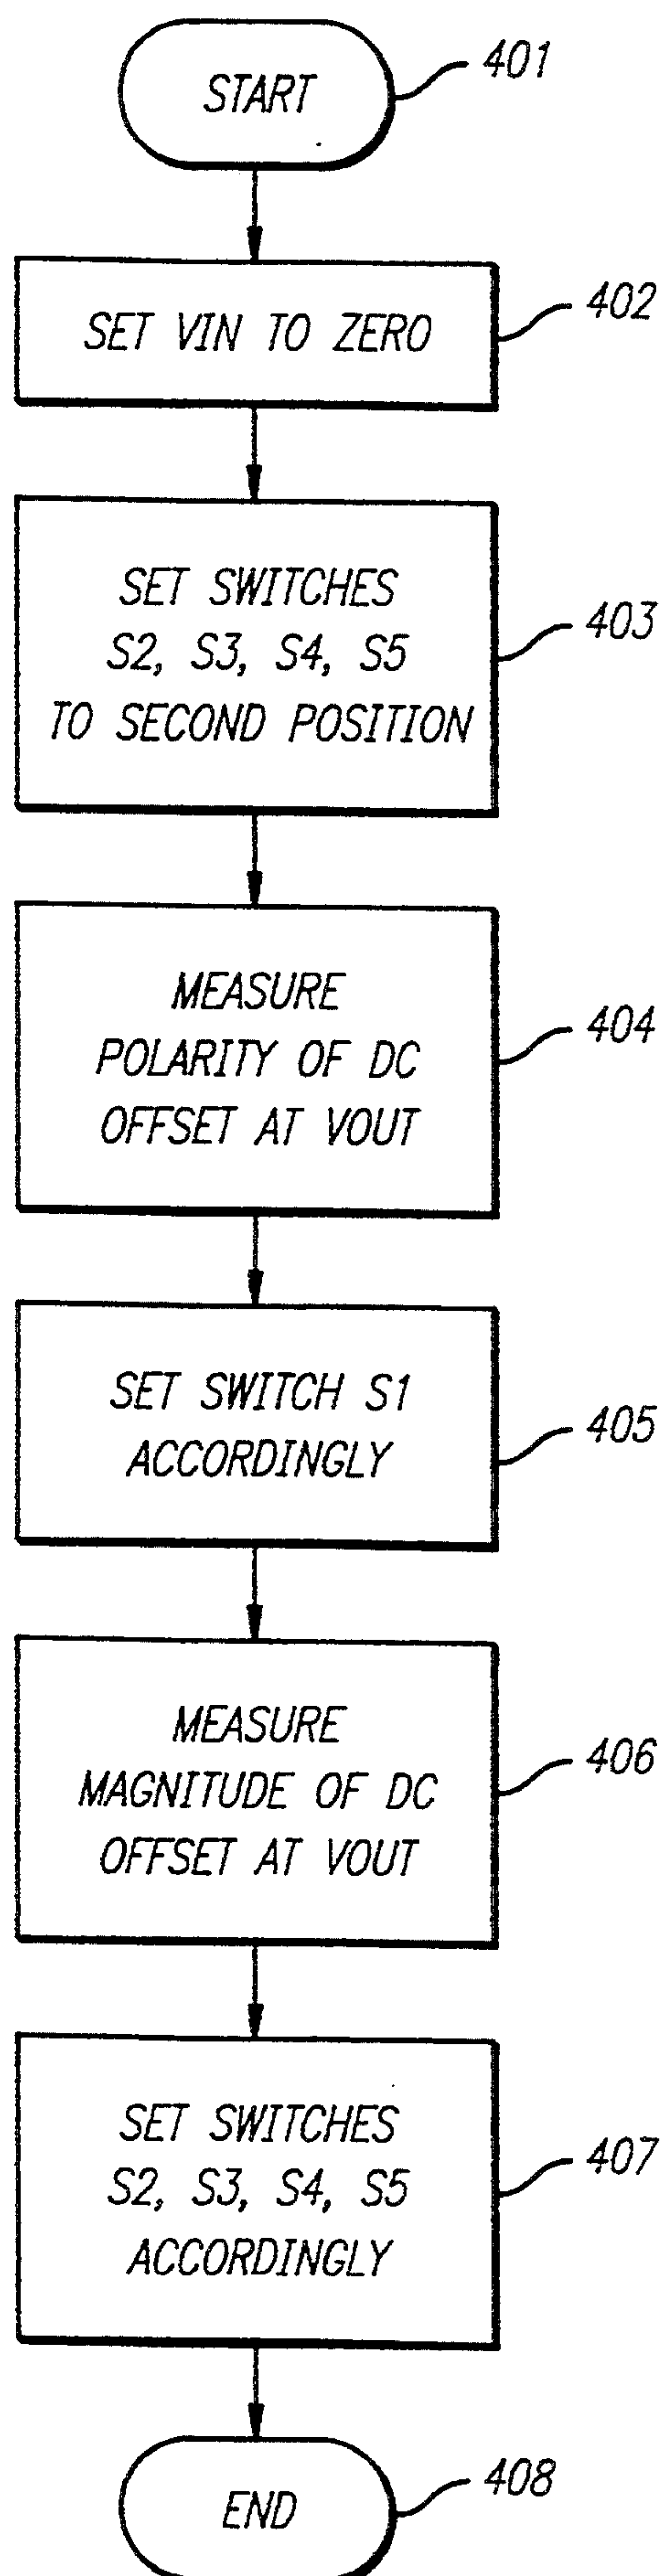 START
401
SET VIN TO ZERO
402
SET SWITCHES
S2, S3, S4, S5
TO SECOND POSITION
403
MEASURE
POLARITY OF DC
OFFSET AT VOUT
404
SET SWITCH S1
ACCORDINGLY
405
MEASURE
MAGNITUDE OF DC
OFFSET AT VOUT
406
SET SWITCHES
S2, S3, S4, S5
ACCORDINGLY
407
END
408